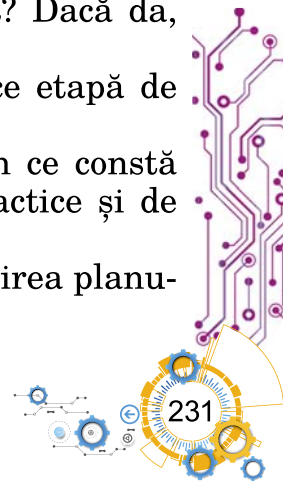 ? Dacă da,
ce etapă de
ce constă
actice și de
irea planu-
231